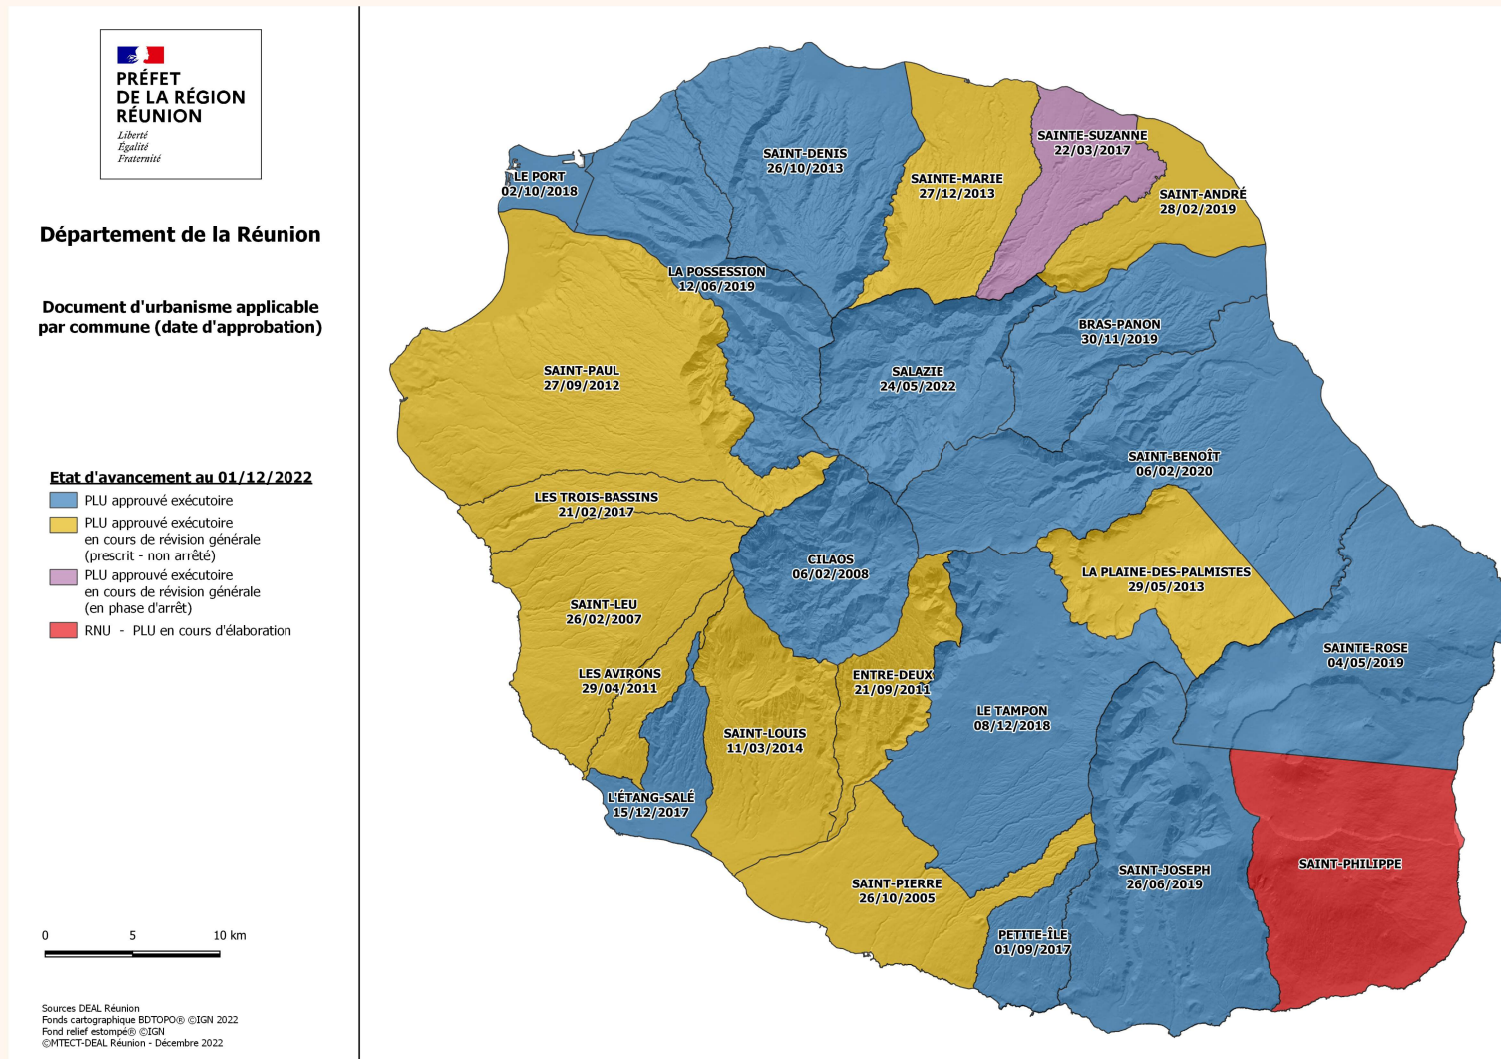 PRÉFET
DE LA RÉGION
RÉUNION
Liberté
Égalité
Fraternité
Département de la Réunion
Document d'urbanisme applicable
par commune (date d'approbation)
Etat d'avancement au 01/12/2022
PLU approuvé exécutoire
PLU approuvé exécutoire
en cours de révision générale
(prescrit - non arrêté)
PLU approuvé exécutoire
en cours de révision générale
(en phase d'arrêt)
RNU - PLU en cours d'élaboration
0 5 10 km
Sources DEAL Réunion
Fonds cartographique BDTOPO® ©IGN 2022
Fond relief estompé® ©IGN
©MTECT-DEAL Réunion - Décembre 2022
SAINT-DENIS
26/10/2013
SAINTE-MARIE
27/12/2013
SAINTE-SUZANNE
22/03/2017
SAINT-ANDRÉ
28/02/2019
LE PORT
02/10/2018
LA POSSESSION
12/06/2019
BRAS-PANON
30/11/2019
SAINT-PAUL
27/09/2012
SALAZIE
24/05/2022
SAINT-BENOÎT
06/02/2020
LES TROIS-BASSINS
21/02/2017
CILAOS
06/02/2008
LA PLAINE-DES-PALMISTES
29/05/2013
SAINT-LEU
26/02/2007
SAINTE-ROSE
04/05/2019
LES AVIRONS
29/04/2011
ENTRE-DEUX
21/09/2011
LE TAMPON
08/12/2018
SAINT-LOUIS
11/03/2014
L'ÉTANG-SALÉ
15/12/2017
SAINT-JOSEPH
26/06/2019
SAINT-PHILIPPE
SAINT-PIERRE
26/10/2005
PETITE-ÎLE
01/09/2017